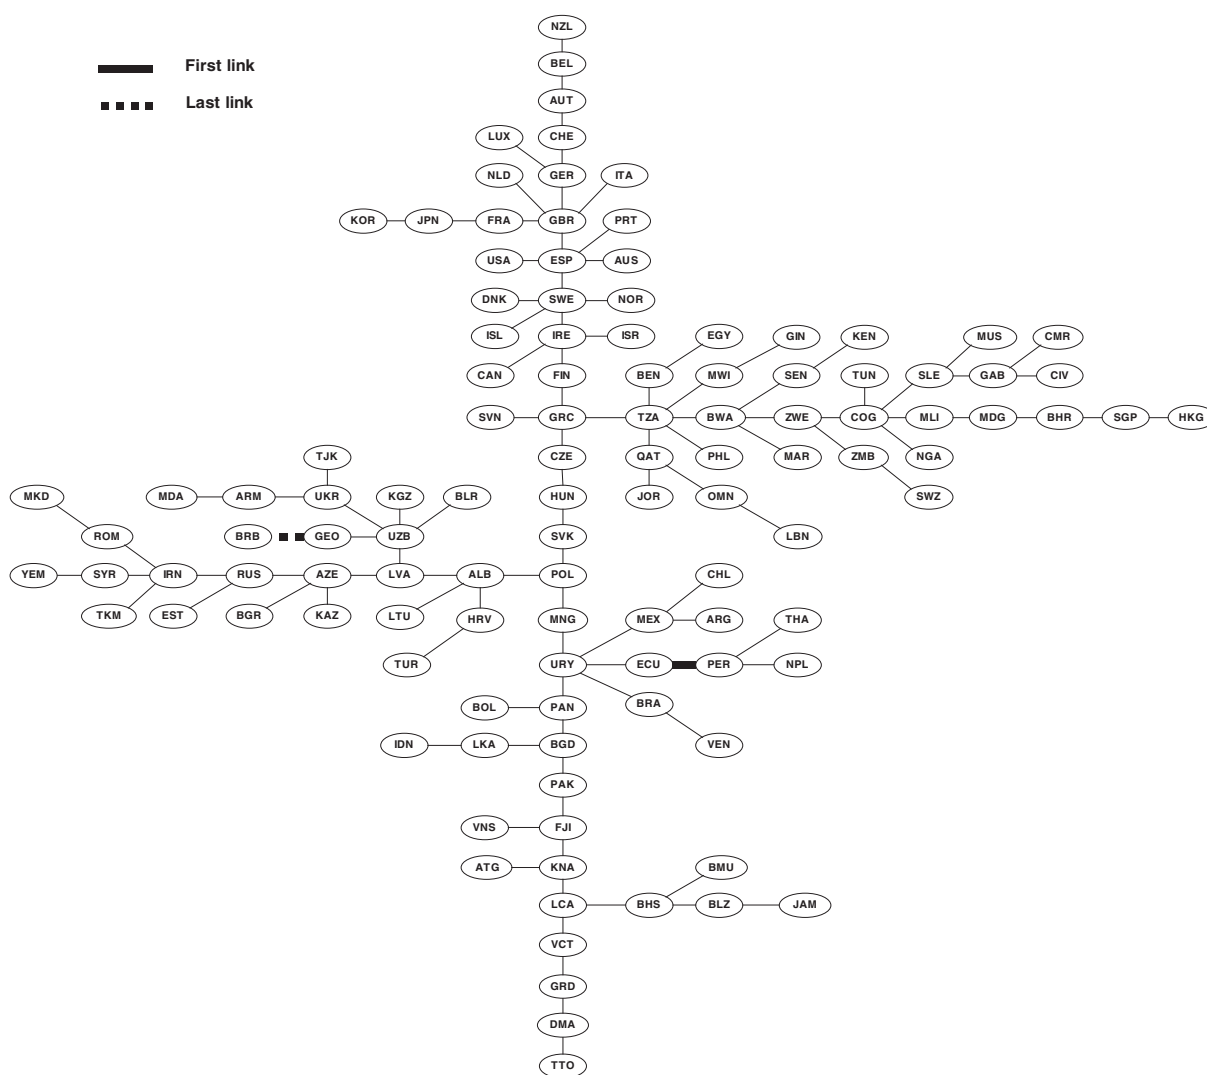 NZL
First link
BEL
Last link
AUT
LUX CHE
NLD GER ITA
KOR JPN FRA GBR PRT
USA ESP AUS
DNK SWE NOR
ISL IRE ISR EGY GIN KEN MUS CMR
CAN FIN BEN MWI SEN TUN SLE GAB CIV
SVN GRC TZA BWA ZWE COG MLI MDG BHR SGP HKG
TJK CZE QAT PHL MAR ZMB NGA
MKD MDA ARM UKR KGZ BLR HUN JOR OMN SWZ
ROM BRB GEO UZB SVK LBN
YEM SYR IRN RUS AZE LVA ALB POL CHL
TKM EST BGR KAZ LTU HRV MNG MEX ARG THA
TUR URY ECU PER NPL
BOL PAN BRA
IDN LKA BGD VEN
PAK
VNS FJI
ATG KNA BMU
LCA BHS BLZ JAM
VCT
GRD
DMA
TTO